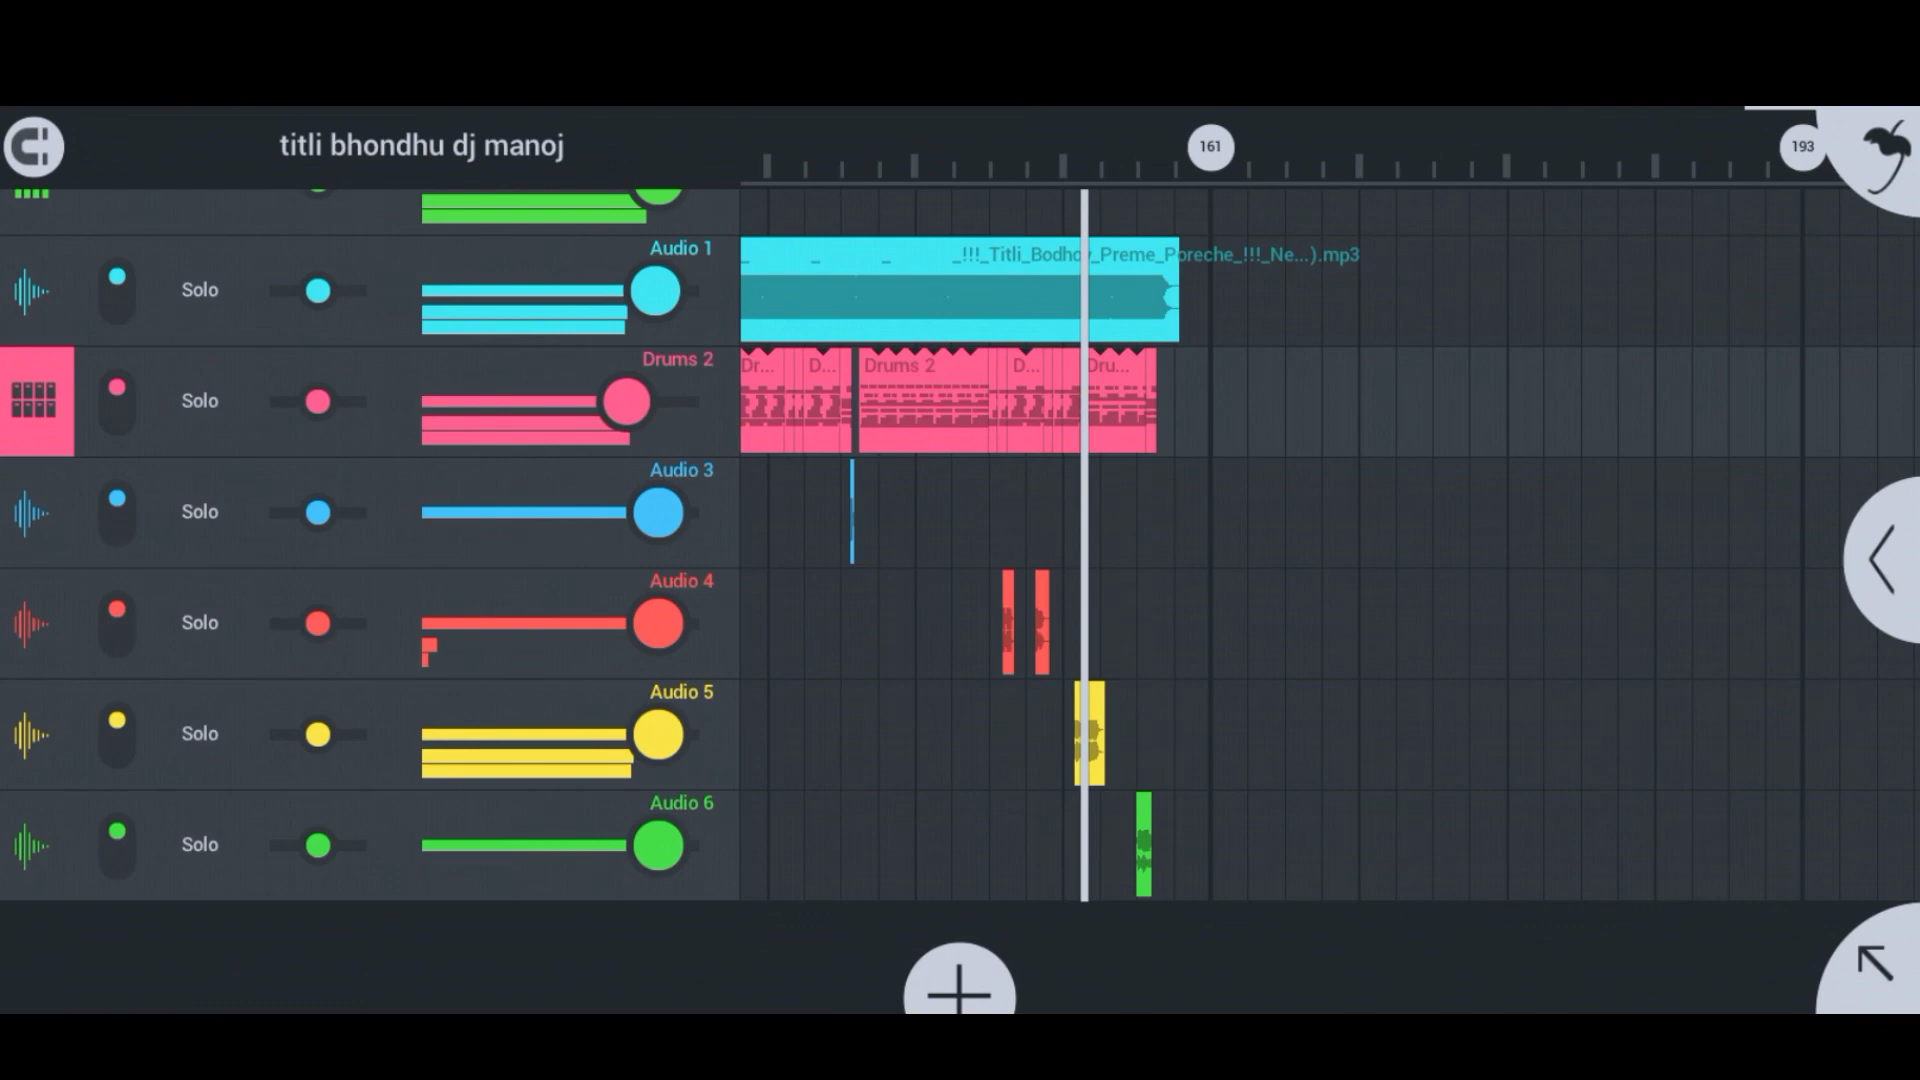 titli bhondhu dj manoj
161
193
Audio 1
_ _ _ _!!!_Titli_Bodhoy_Preme_Poreche_!!!_Ne...).mp3
Solo
Drums 2
Dr... D... Drums 2 D... Dru...
Solo
Audio 3
Solo
Audio 4
Solo
Audio 5
Solo
Audio 6
Solo